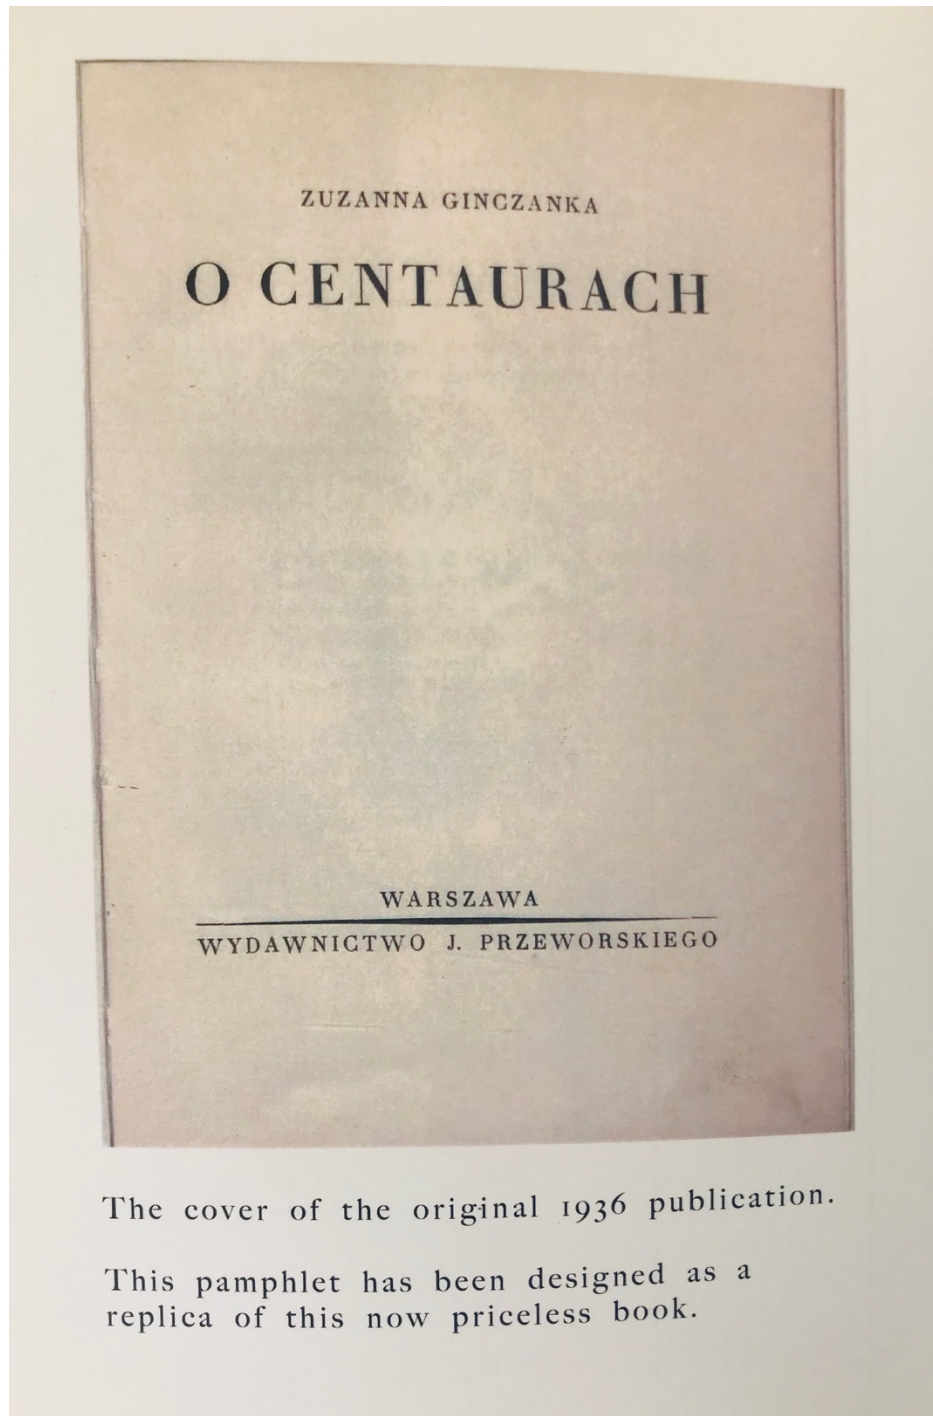 ZUZANNA GINCZANKA
O CENTAURACH
WARSZAWA
WYDAWNICTWO J. PRZEWORSKIEGO
The cover of the original 1936 publication.
This pamphlet has been designed as a
replica of this now priceless book.